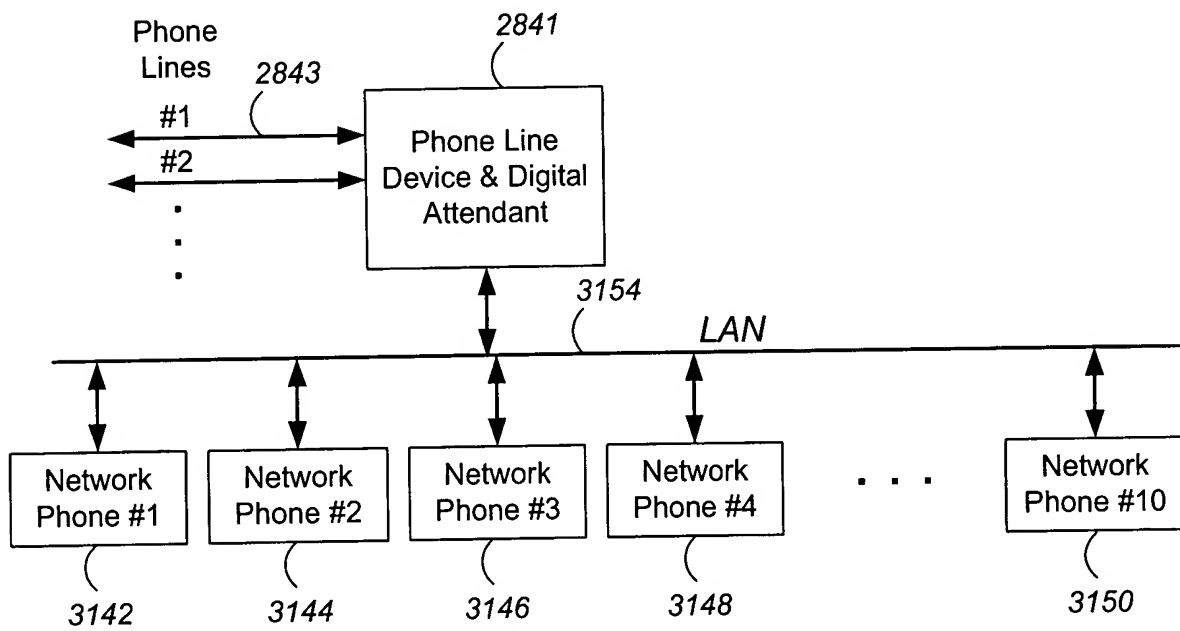 Phone
Lines
2843
2841
#1
#2
Phone Line
Device & Digital
Attendant
3154
LAN
Network
Phone #1
Network
Phone #2
Network
Phone #3
Network
Phone #4
Network
Phone #10
3142
3144
3146
3148
3150